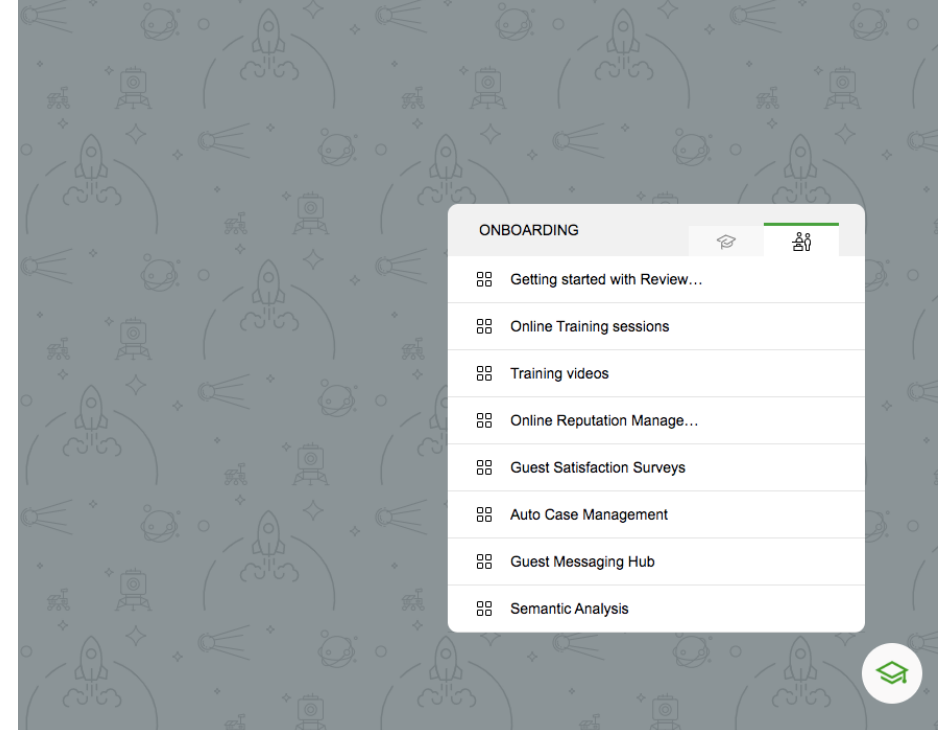 ONBOARDING
Getting started with Review…
Online Training sessions
Training videos
Online Reputation Manage…
Guest Satisfaction Surveys
Auto Case Management
Guest Messaging Hub
Semantic Analysis